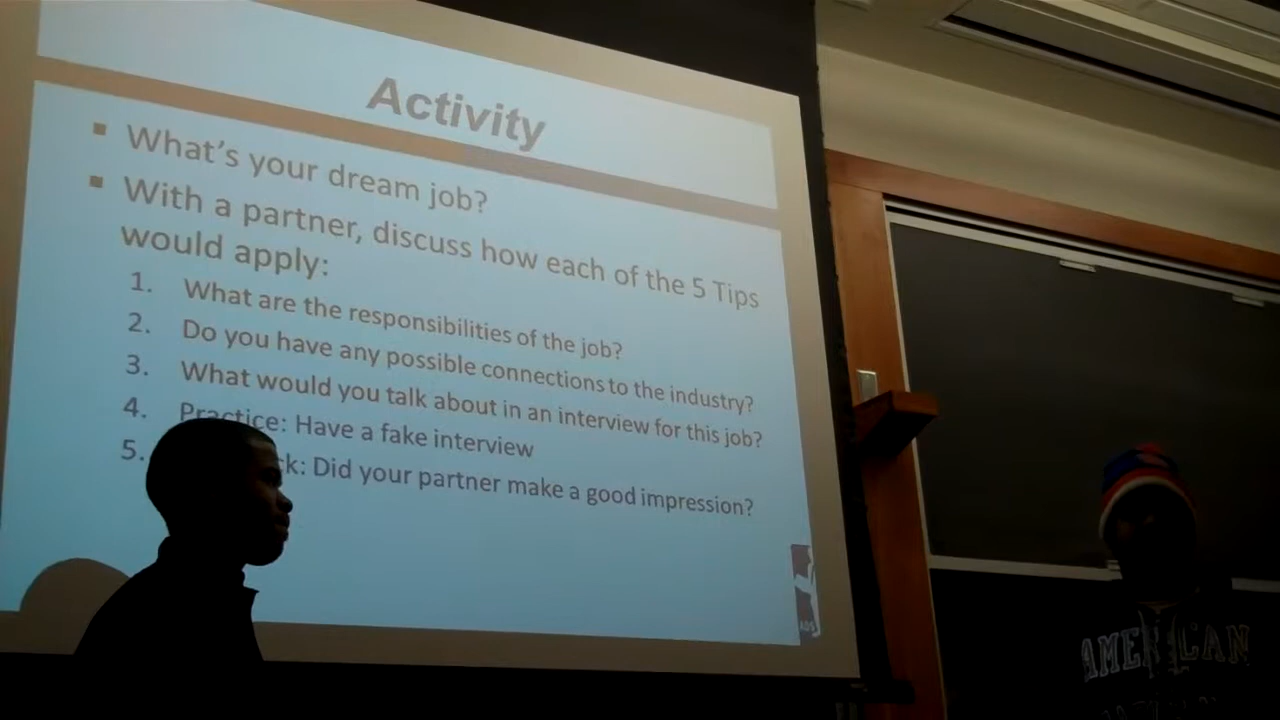 Activity
▪ What's your dream job?
▪ With a partner, discuss how each of the 5 Tips
would apply:
1. What are the responsibilities of the job?
2. Do you have any possible connections to the industry?
3. What would you talk about in an interview for this job?
4. Practice: Have a fake interview
5. Did your partner make a good impression?
ADS
AMERICAN